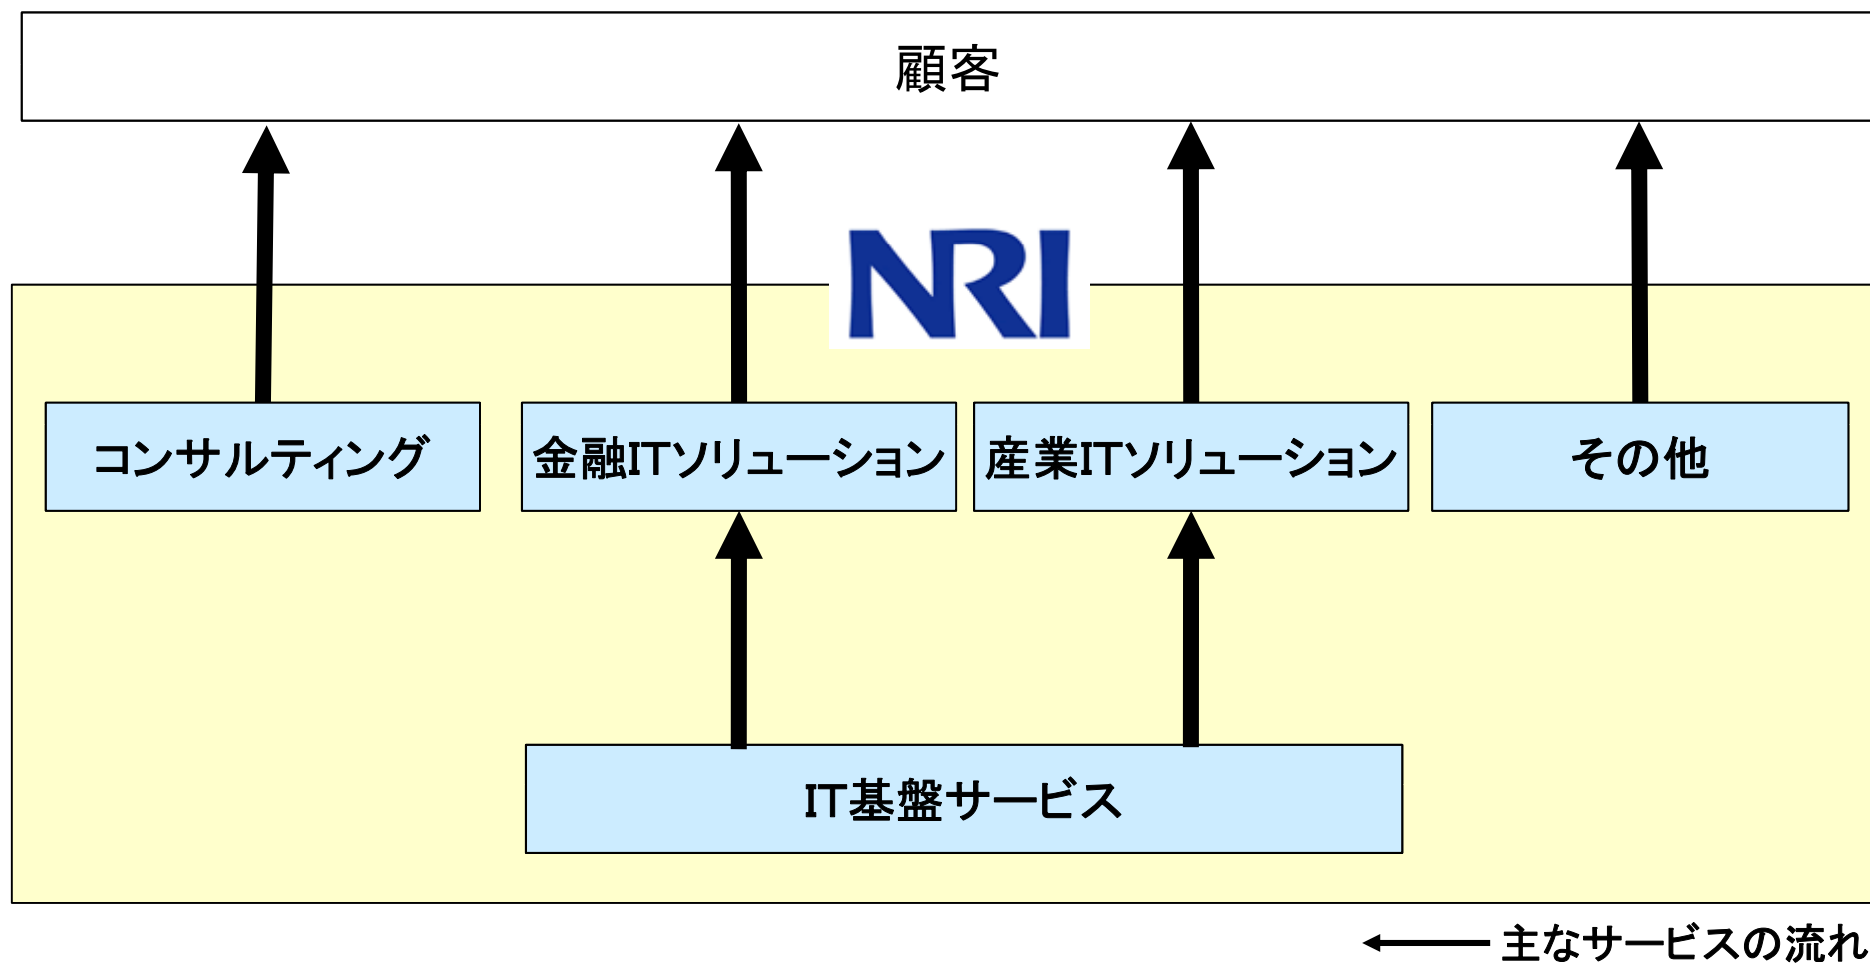 顧客
NRI
コンサルティング
金融ITソリューション
産業ITソリューション
その他
IT基盤サービス
主なサービスの流れ